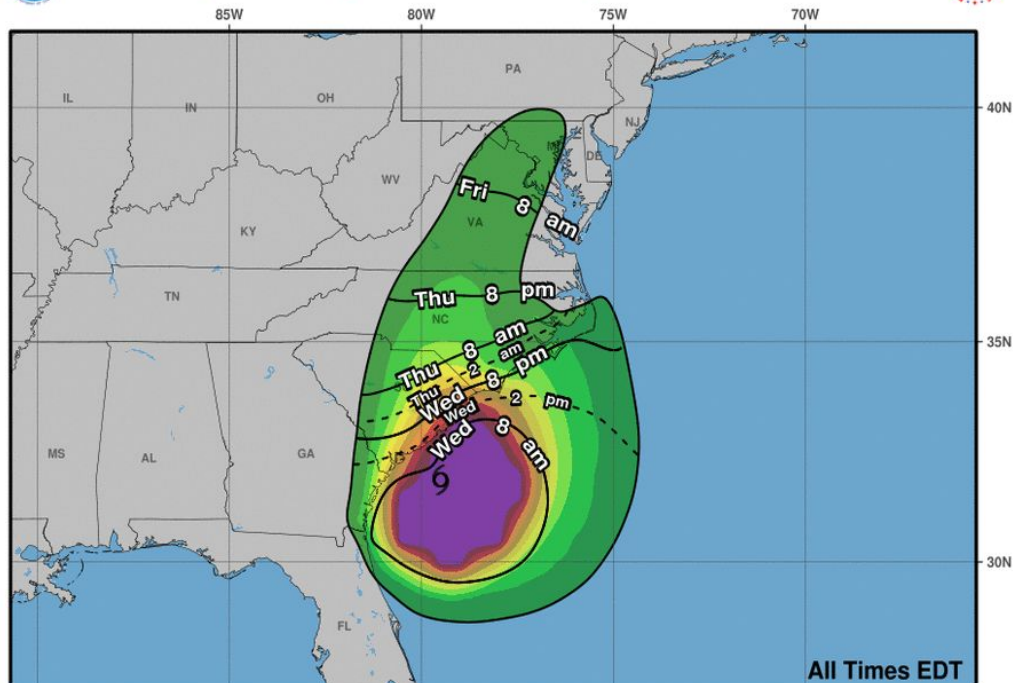 85W 80W 75W 70W
PA
40N
IL IN OH
NJ
MD
DE
WV
Fri 8 am
VA
KY
Thu 8 pm
TN
NC
Thu 8 am
35N
Thu 2 am
Wed 8 pm
Wed 2 pm
Wed 8 am
MS AL GA
30N
FL
All Times EDT